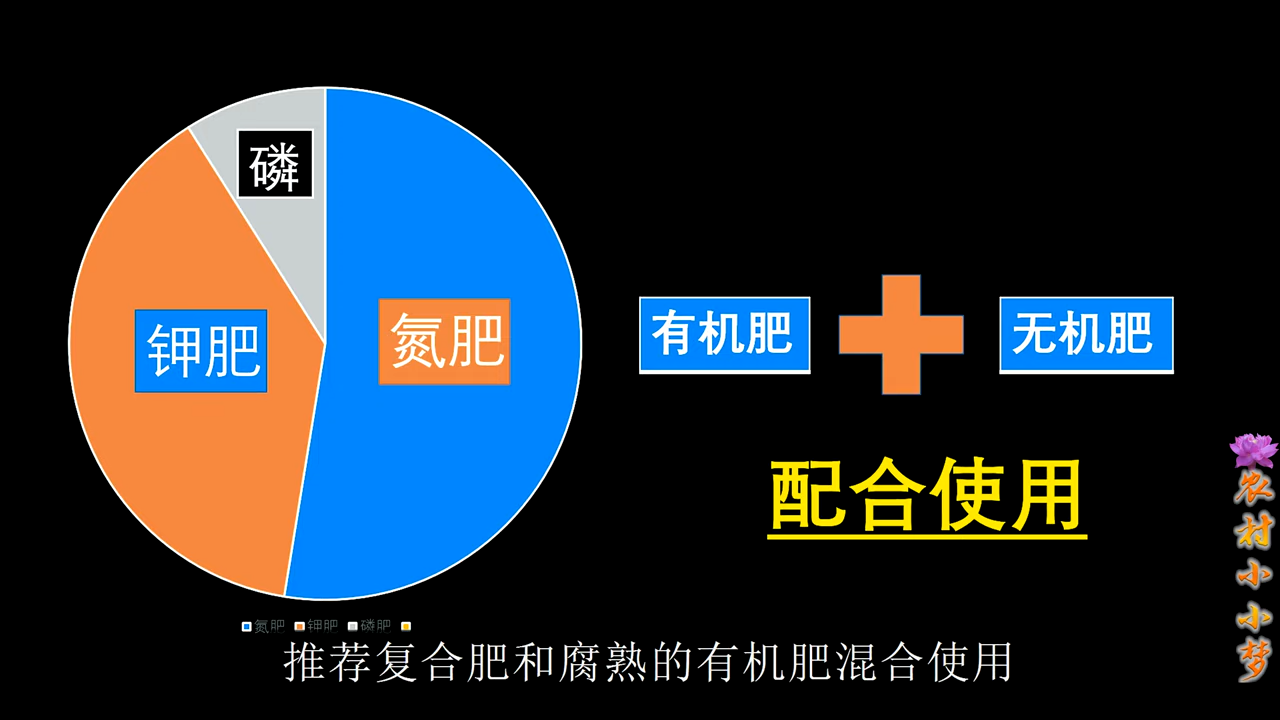 磷
钾肥
氮肥
有机肥
无机肥
配合使用
氮肥 钾肥 磷肥
推荐复合肥和腐熟的有机肥混合使用
农村小小梦